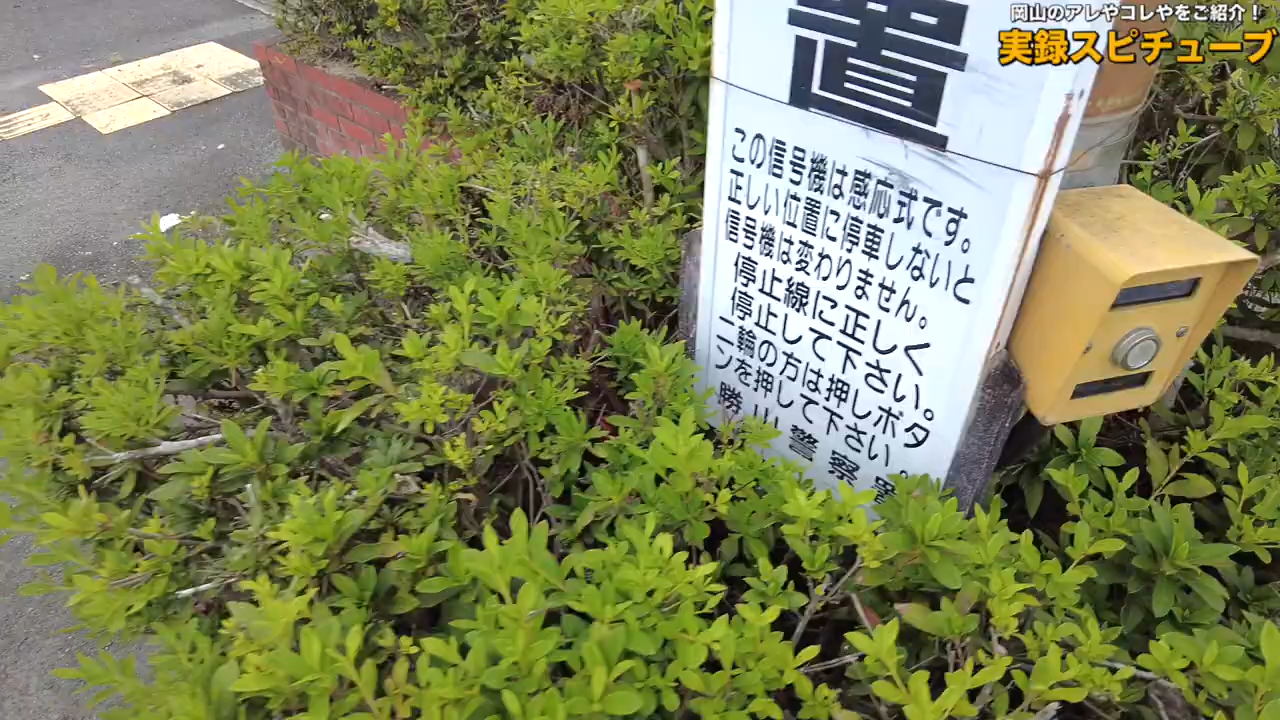 岡山のアレやコレやをご紹介！
実録スピチューブ
置
この信号機は感応式です。
正しい位置に停車しないと
信号機は変わりません。
停止線に正しく
停止して下さい。
二輪の方は押しボタ
ンを押して下さい。
勝山警察署